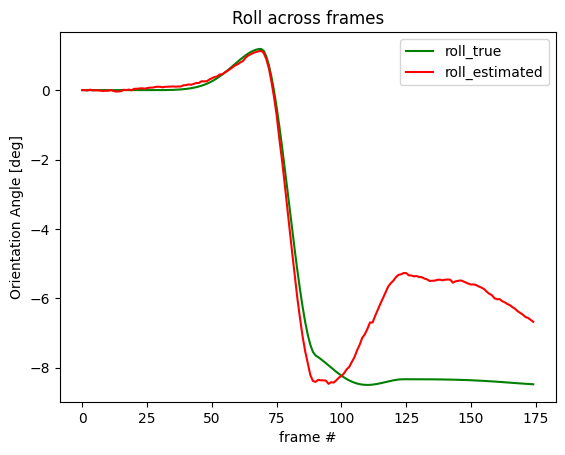 Roll across frames
roll_true
roll_estimated
Orientation Angle [deg]
0
−2
−4
−6
−8
0 25 50 75 100 125 150 175
frame #